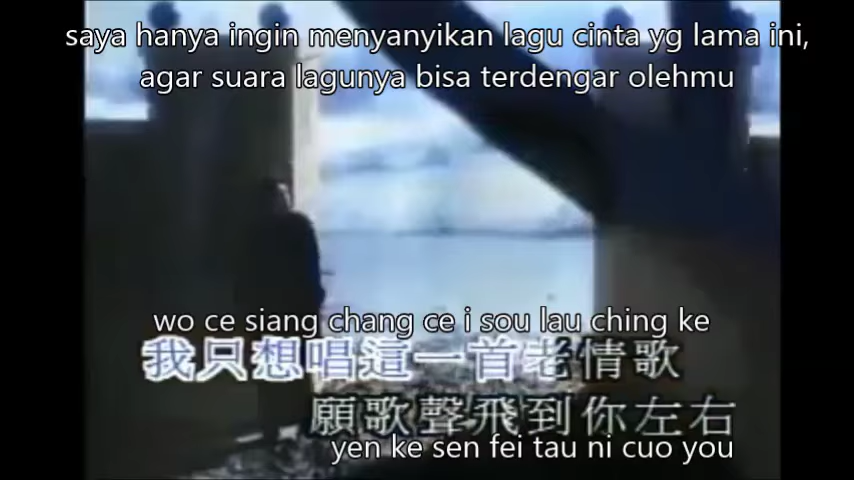 saya hanya ingin menyanyikan lagu cinta yg lama ini,
agar suara lagunya bisa terdengar olehmu
wo ce siang chang ce i sou lau ching ke
我只想唱這一首老情歌
願歌聲飛到你左右
yen ke sen fei tau ni cuo you